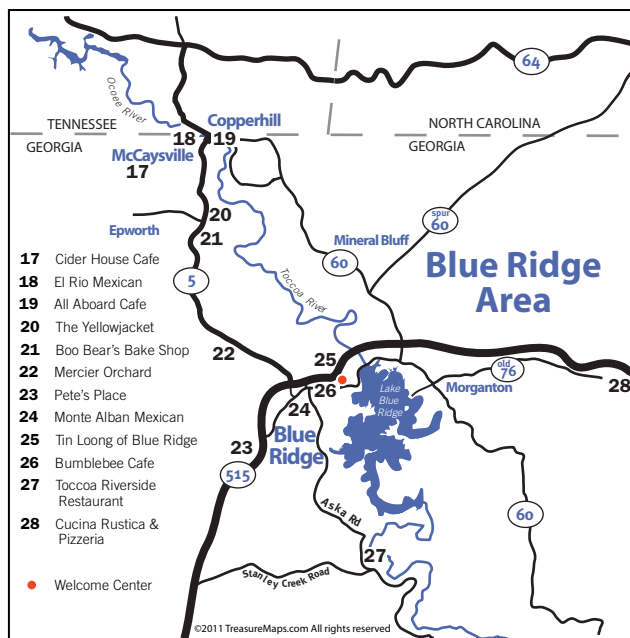 64
Ocoee River
Copperhill
TENNESSEE
NORTH CAROLINA
18
19
GEORGIA
GEORGIA
McCaysville
17
spur
60
20
Epworth
Mineral Bluff
21
60
Blue Ridge
Area
5
Toccoa River
17 Cider House Cafe
18 El Rio Mexican
19 All Aboard Cafe
20 The Yellowjacket
21 Boo Bear's Bake Shop
22 Mercier Orchard
23 Pete's Place
24 Monte Alban Mexican
25 Tin Loong of Blue Ridge
26 Bumblebee Cafe
27 Toccoa Riverside
Restaurant
28 Cucina Rustica &
Pizzeria
Welcome Center
22
25
old
76
26
Lake
Blue
Ridge
Morganton
28
24
Blue
Ridge
23
515
Aska Rd
60
27
Stanley Creek Road
©2011 TreasureMaps.com All rights reserved